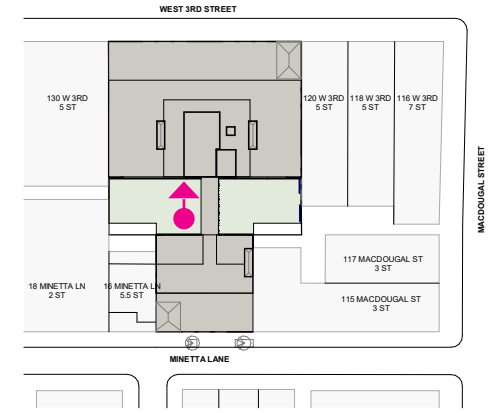 WEST 3RD STREET
130 W 3RD
5 ST
120 W 3RD
5 ST
118 W 3RD
5 ST
116 W 3RD
7 ST
MACDOUGAL STREET
117 MACDOUGAL ST
3 ST
18 MINETTA LN
2 ST
16 MINETTA LN
5.5 ST
115 MACDOUGAL ST
3 ST
MINETTA LANE